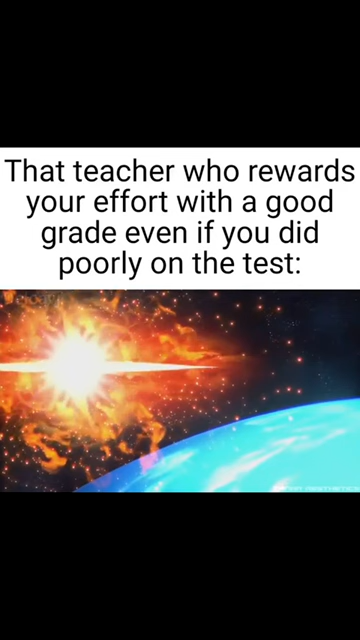 That teacher who rewards
your effort with a good
grade even if you did
poorly on the test: